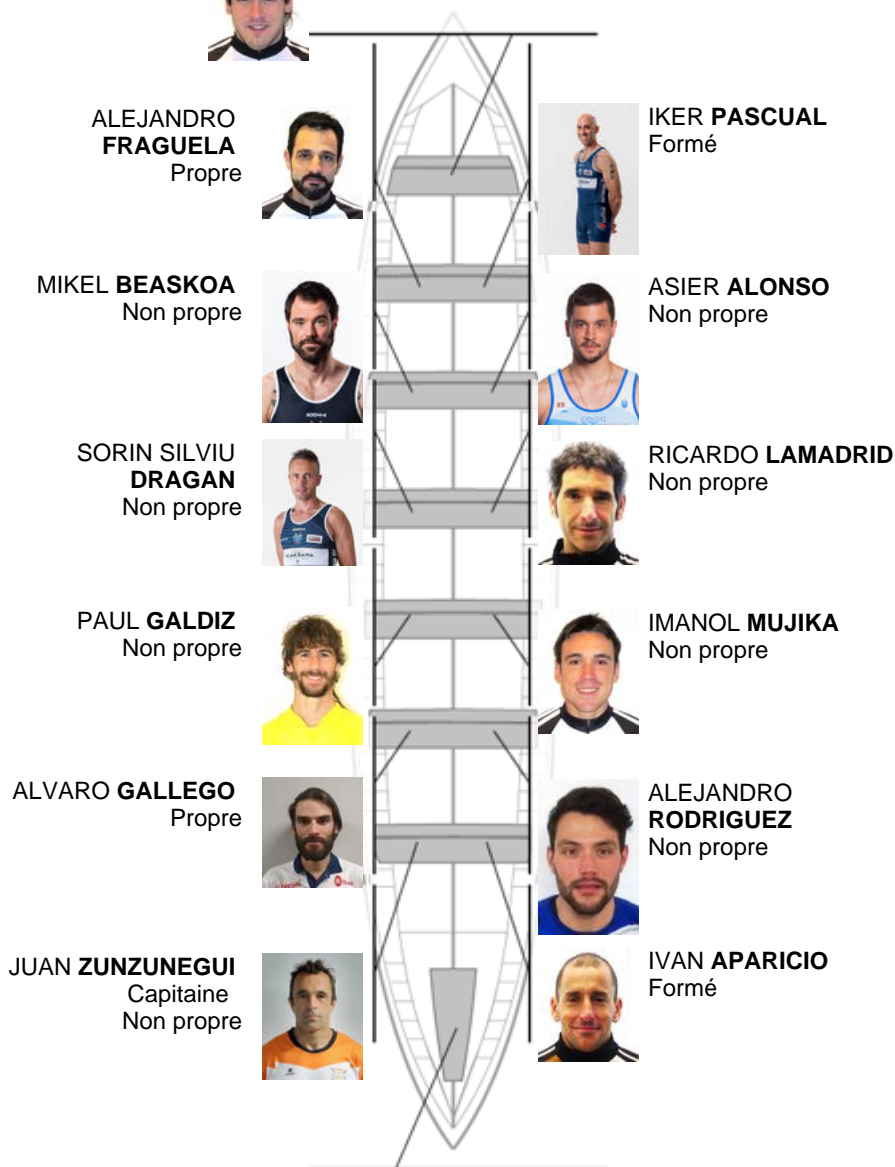 ALEJANDRO
FRAGUELA
Propre
IKER PASCUAL
Formé
MIKEL BEASKOA
Non propre
ASIER ALONSO
Non propre
SORIN SILVIU
DRAGAN
Non propre
RICARDO LAMADRID
Non propre
PAUL GALDIZ
Non propre
IMANOL MUJIKA
Non propre
ALVARO GALLEGO
Propre
ALEJANDRO
RODRIGUEZ
Non propre
JUAN ZUNZUNEGUI
Capitaine
Non propre
IVAN APARICIO
Formé